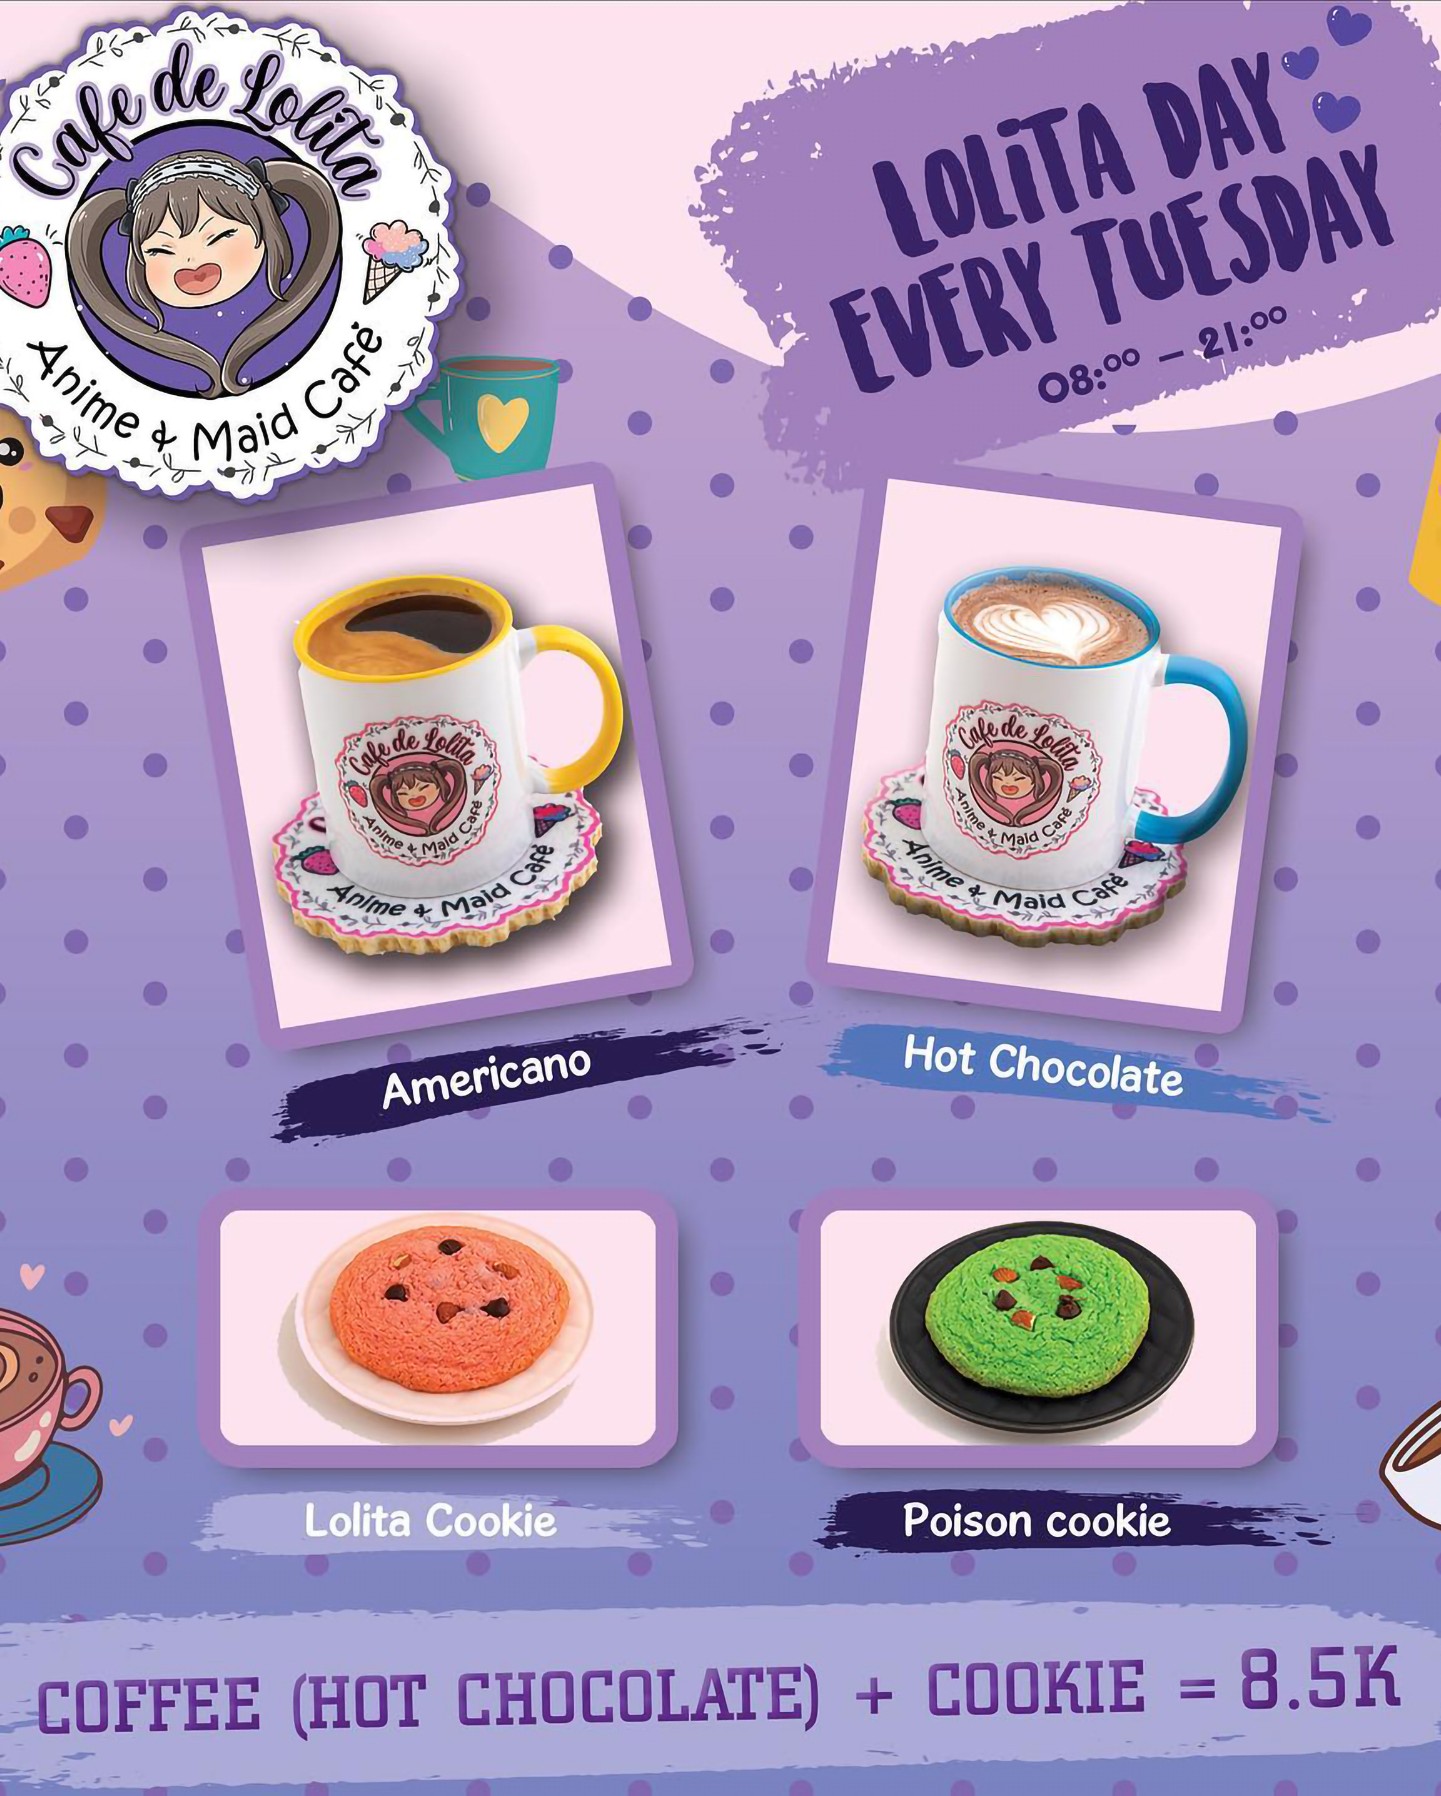 Cafe de Lolita
Anime & Maid Café
LOLiTA DAY
EVERY TUESDAY
08:00 – 21:00
Cafe de Lolita
Anime & Maid Café
Anime & Maid Café
Cafe de Lolita
Anime & Maid Café
Anime & Maid Café
Americano
Hot Chocolate
Lolita Cookie
Poison cookie
COFFEE (HOT CHOCOLATE) + COOKIE = 8.5K